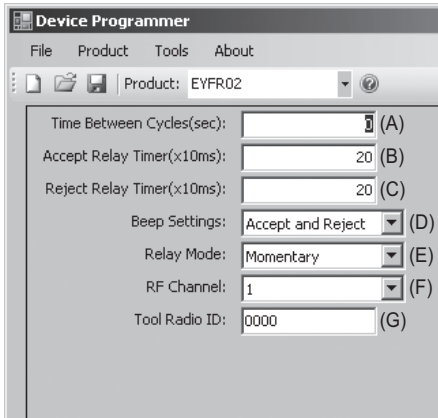 Device Programmer
File Product Tools About
Product: EYFR02
Time Between Cycles(sec): 0 (A)
Accept Relay Timer(x10ms): 20 (B)
Reject Relay Timer(x10ms): 20 (C)
Beep Settings: Accept and Reject (D)
Relay Mode: Momentary (E)
RF Channel: 1 (F)
Tool Radio ID: 0000 (G)